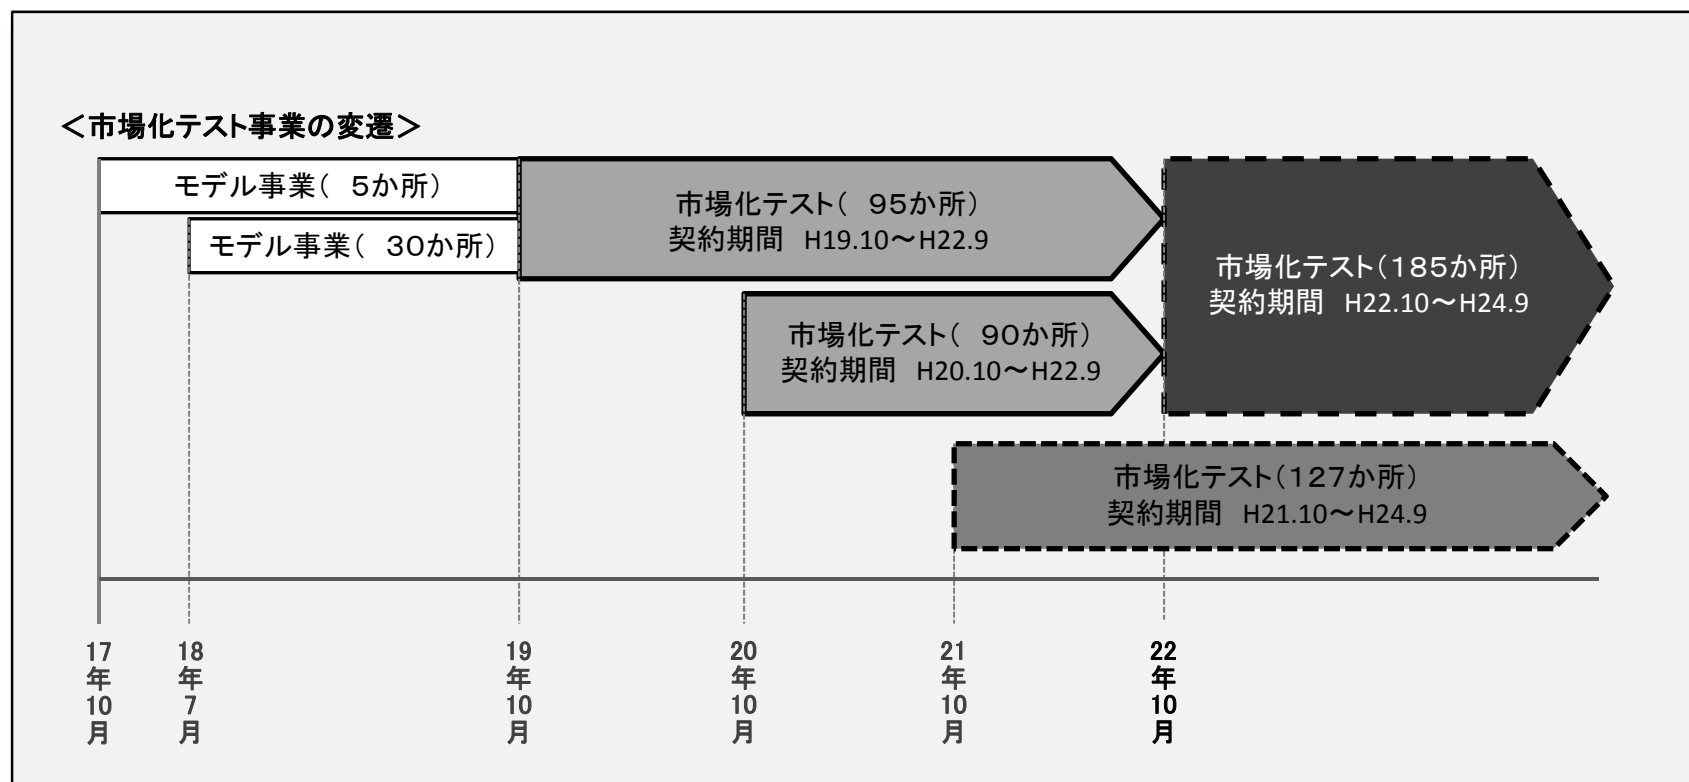 ＜市場化テスト事業の変遷＞
モデル事業（　5か所）
モデル事業（　30か所）
市場化テスト（　95か所）
契約期間　H19.10～H22.9
市場化テスト（　90か所）
契約期間　H20.10～H22.9
市場化テスト（185か所）
契約期間　H22.10～H24.9
市場化テスト（127か所）
契約期間　H21.10～H24.9
17年10月
18年7月
19年10月
20年10月
21年10月
22年10月